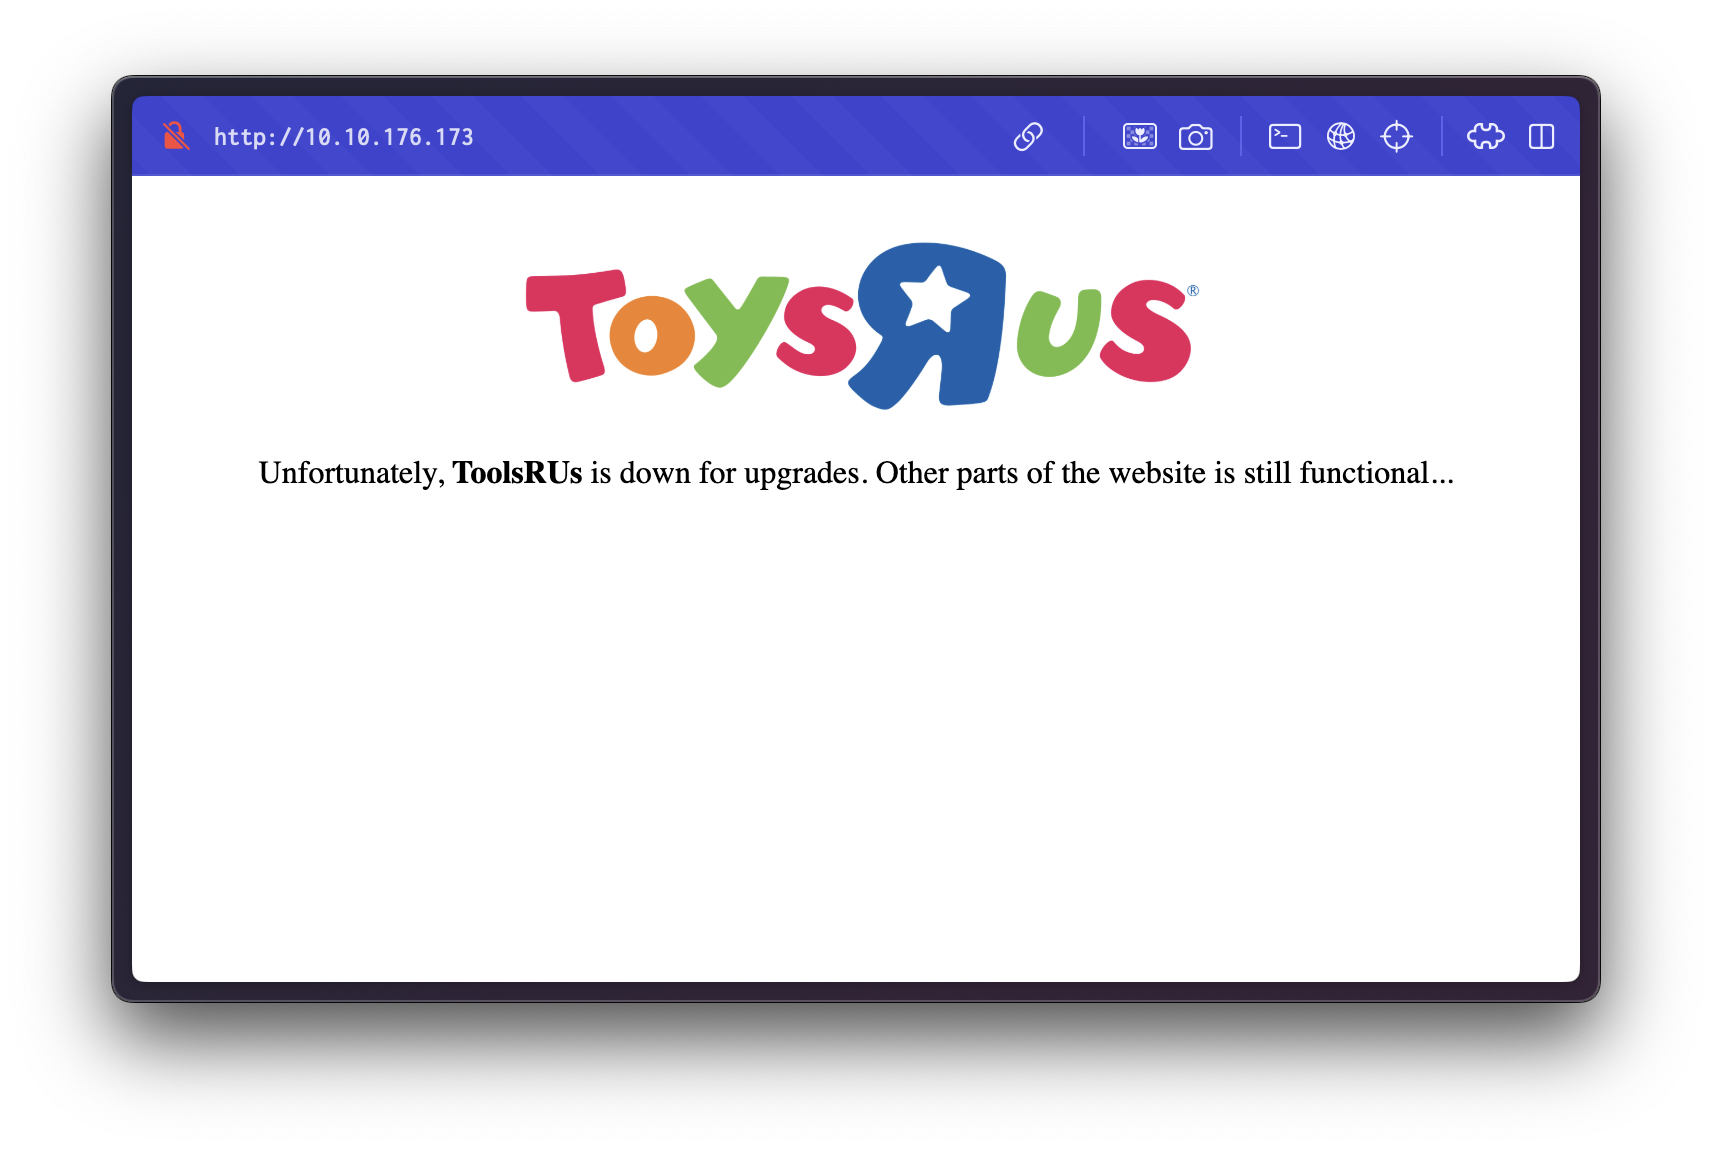 http://10.10.176.173
ToysRus®
Unfortunately, ToolsRUs is down for upgrades. Other parts of the website is still functional...